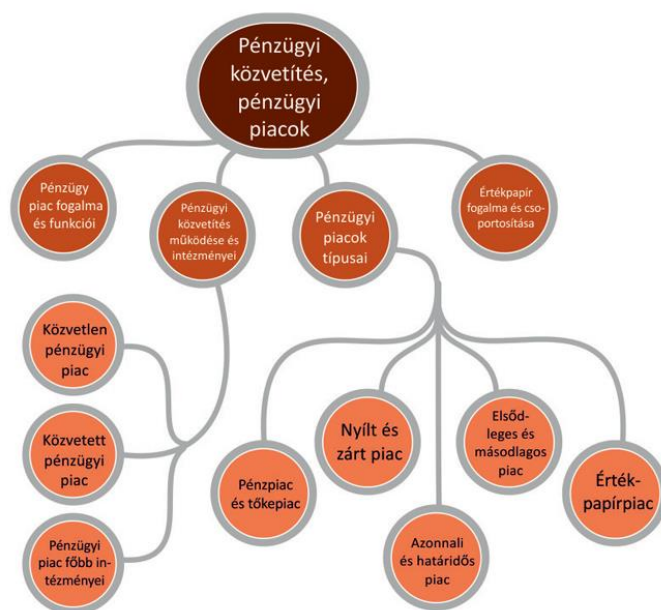 Pénzügyi
közvetítés,
pénzügyi
piacok
Pénzügy
piac fogalma
és funkciói
Pénzügyi
közvetítés
működése és
intézményei
Pénzügyi
piacok
típusai
Értékpapír
fogalma és cso-
portosítása
Közvetlen
pénzügyi
piac
Közvetett
pénzügyi
piac
Pénzügyi
piac főbb in-
tézményei
Pénzpiac
és tőkepiac
Nyílt és
zárt piac
Azonnali
és határidős
piac
Elsőd-
leges és
másodlagos
piac
Érték-
papírpiac